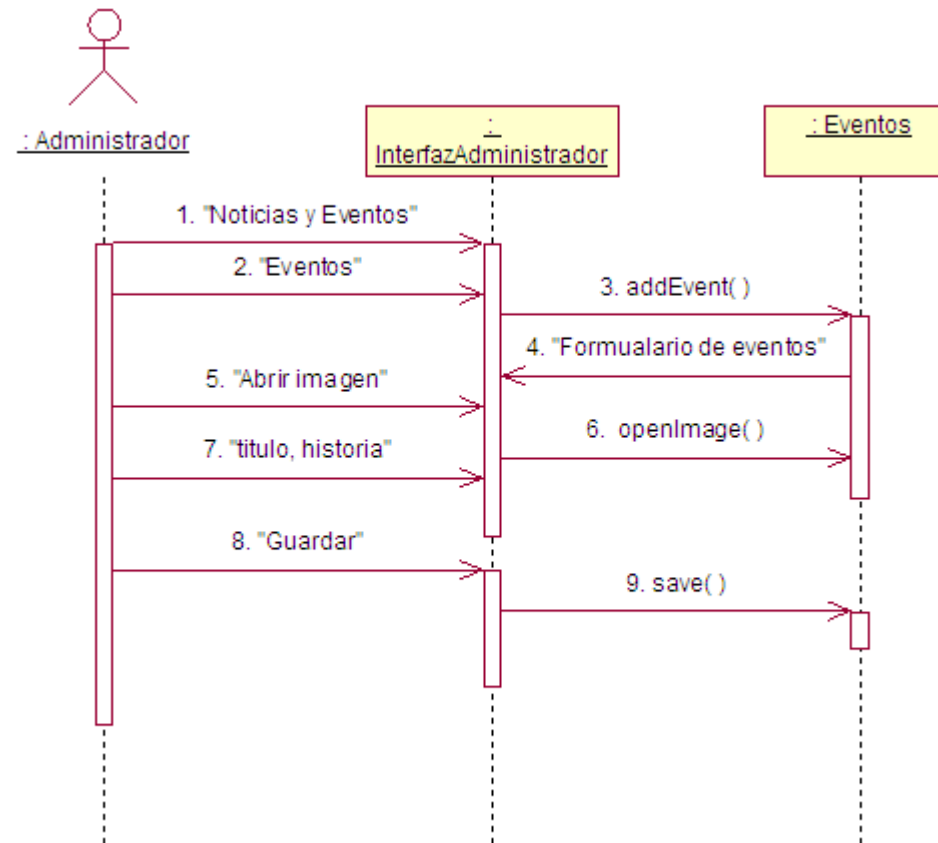 : Administrador
:
InterfazAdministrador
: Eventos
1. "Noticias y Eventos"
2. "Eventos"
3. addEvent( )
4. "Formualario de eventos"
5. "Abrir imagen"
6. openImage( )
7. "titulo, historia"
8. "Guardar"
9. save( )